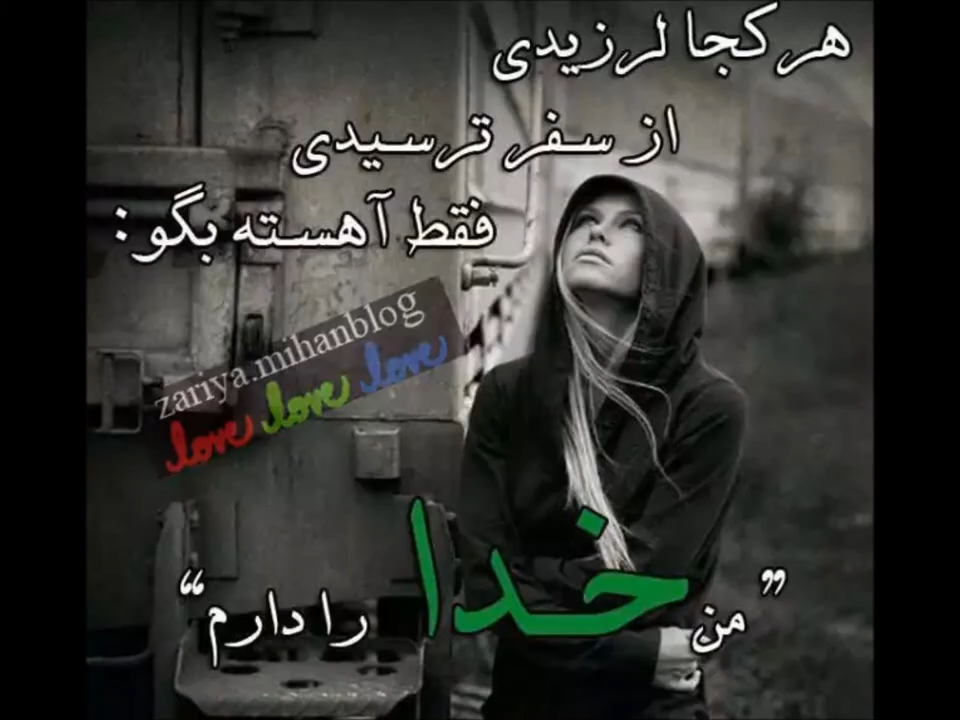 هر کجا لرزیدی
از سفر ترسیدی
فقط آهسته بگو:
zariya.mihanblog
love love love
"من خدا را دارم"